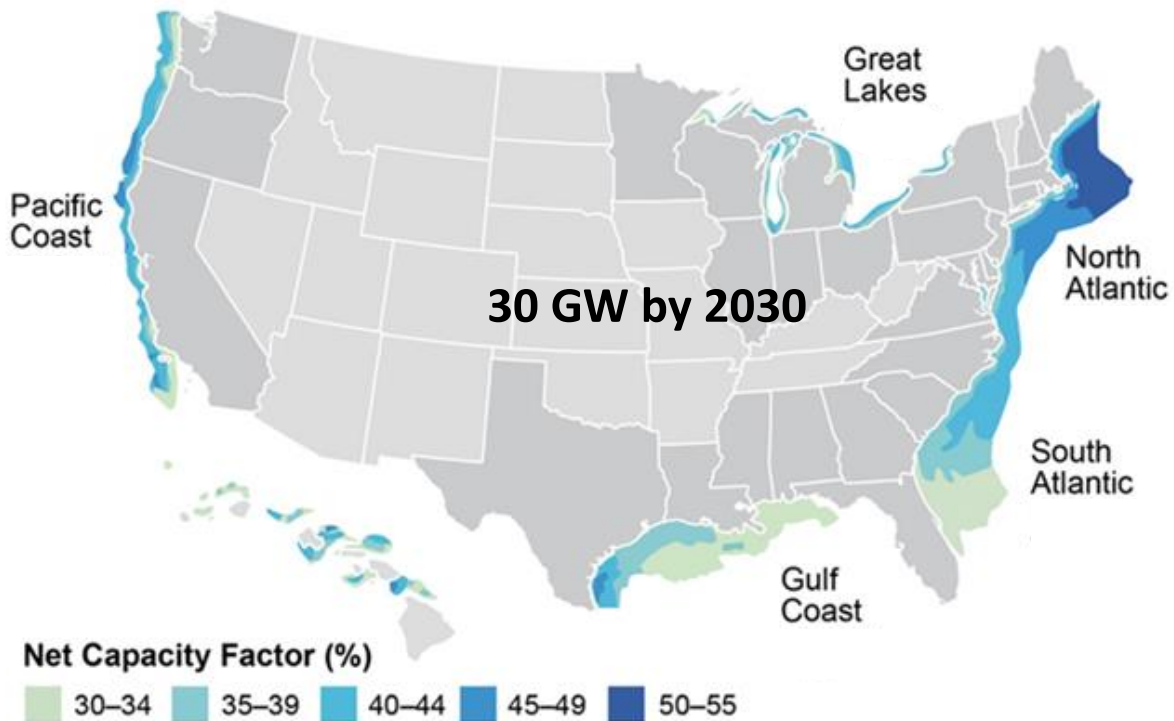 Great
Lakes
Pacific
Coast
North
Atlantic
30 GW by 2030
South
Atlantic
Gulf
Coast
Net Capacity Factor (%)
30–34 35–39 40–44 45–49 50–55